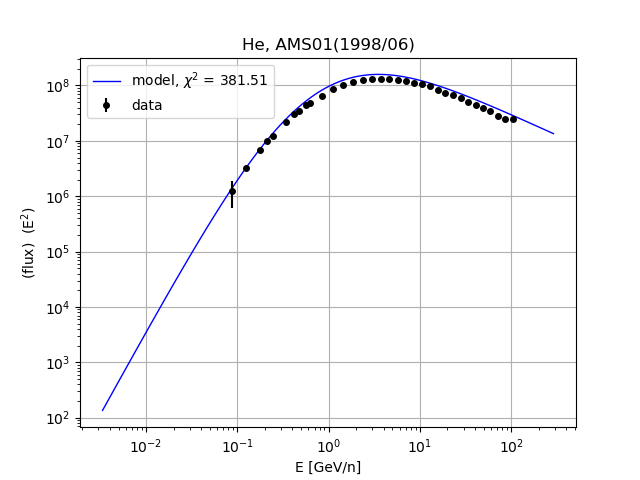 He, AMS01(1998/06)
model, χ² = 381.51
data
10⁸
10⁷
10⁶
10⁵
10⁴
10³
10²
(flux) (E²)
10⁻² 10⁻¹ 10⁰ 10¹ 10²
E [GeV/n]